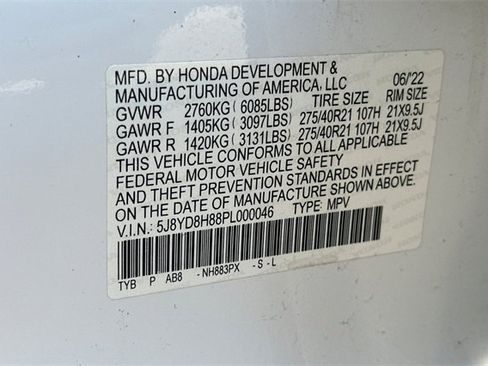 MFD. BY HONDA DEVELOPMENT & 06/'22
MANUFACTURING OF AMERICA, LLC
GVWR 2760KG(6085LBS) TIRE SIZE RIM SIZE
GAWR F 1405KG(3097LBS) 275/40R21 107H 21X9.5J
GAWR R 1420KG(3131LBS) 275/40R21 107H 21X9.5J
THIS VEHICLE CONFORMS TO ALL APPLICABLE
FEDERAL MOTOR VEHICLE SAFETY
AND THEFT PREVENTION STANDARDS IN EFFECT
ON THE DATE OF MANUFACTURE SHOWN ABOVE.
V.I.N.: 5J8YD8H88PL000046 TYPE: MPV
TYB P AB8 - NH883PX - S - L